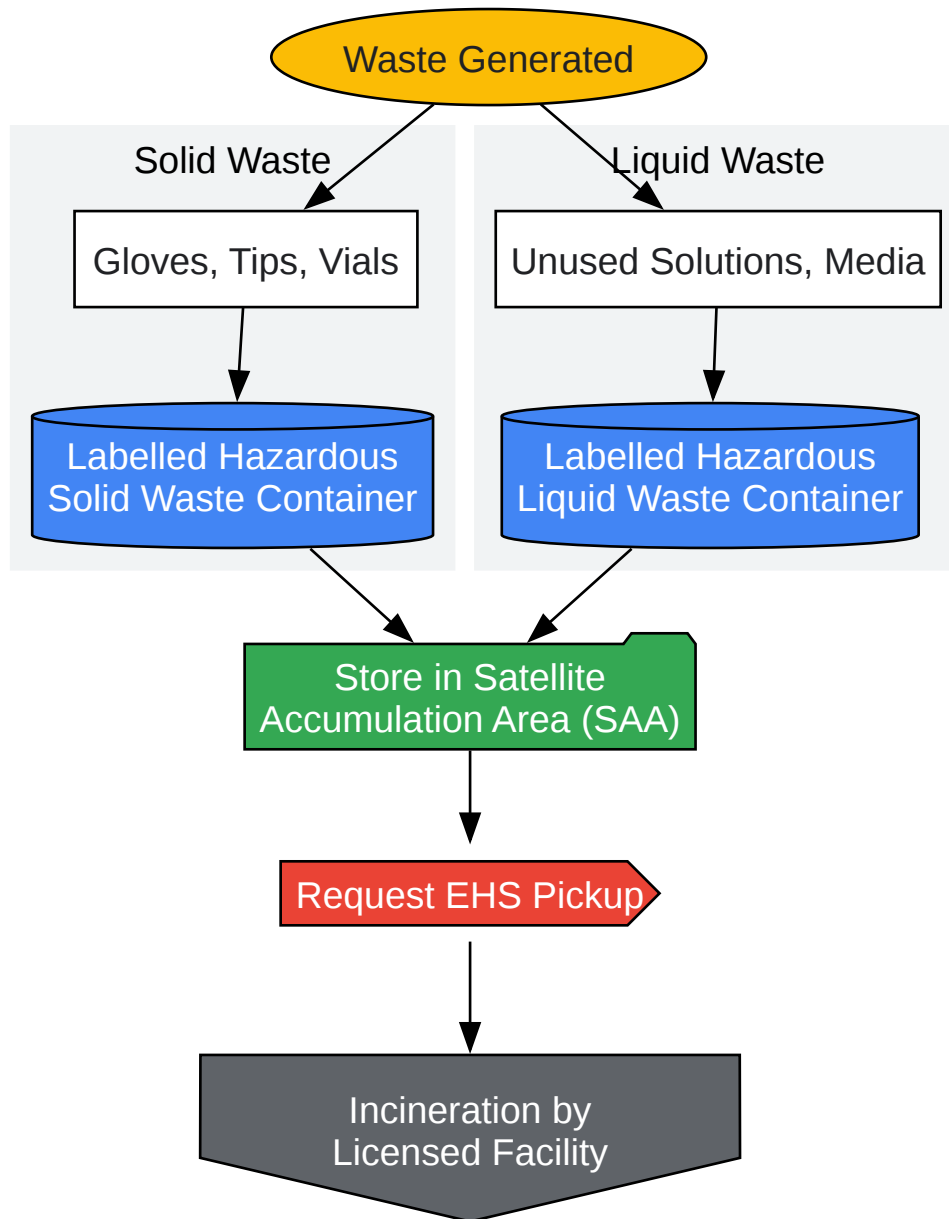 Waste Generated
Solid Waste
Liquid Waste
Gloves, Tips, Vials
Unused Solutions, Media
Labelled Hazardous
Solid Waste Container
Labelled Hazardous
Liquid Waste Container
Store in Satellite
Accumulation Area (SAA)
Request EHS Pickup
Incineration by
Licensed Facility